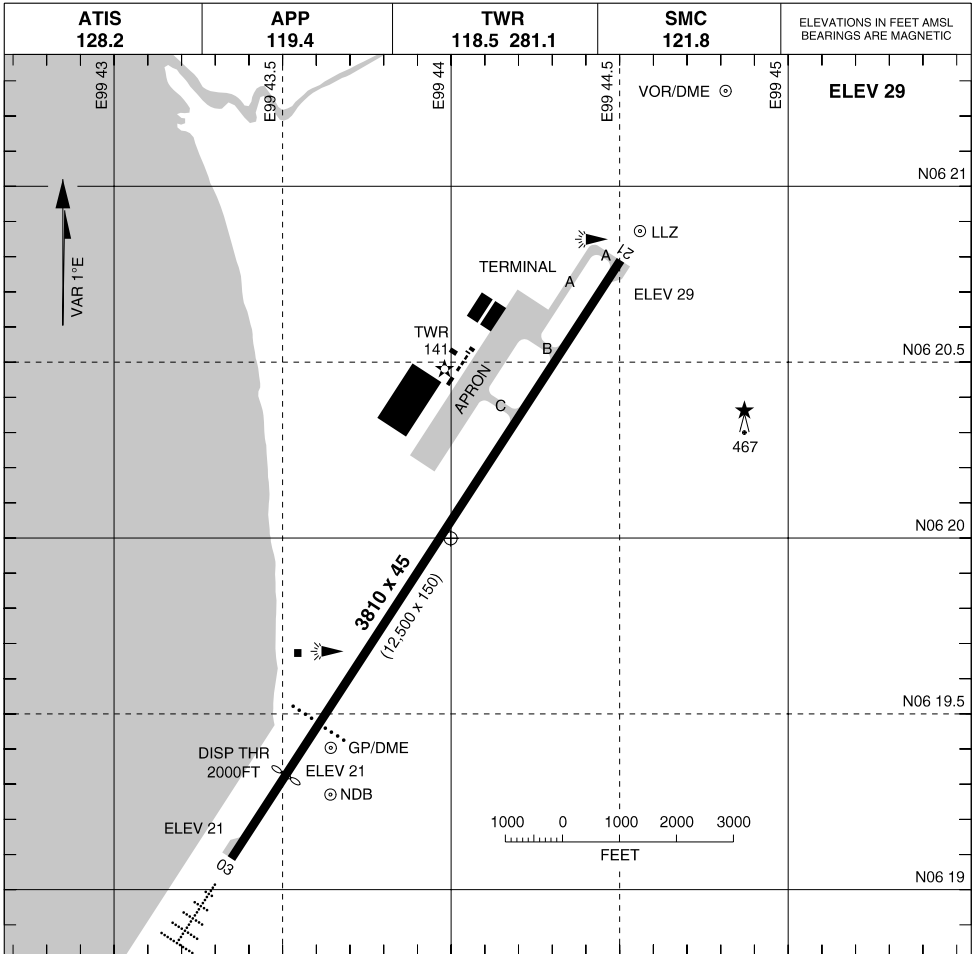 ATIS
128.2
APP
119.4
TWR
118.5 281.1
SMC
121.8
ELEVATIONS IN FEET AMSL
BEARINGS ARE MAGNETIC
E99 43
E99 43.5
E99 44
E99 44.5
E99 45
VOR/DME
ELEV 29
N06 21
VAR 1°E
LLZ
21
A
A
TERMINAL
ELEV 29
TWR
141
B
N06 20.5
APRON
C
467
N06 20
3810 x 45
(12,500 x 150)
N06 19.5
GP/DME
DISP THR
2000FT
ELEV 21
NDB
ELEV 21
03
1000 0 1000 2000 3000
FEET
N06 19